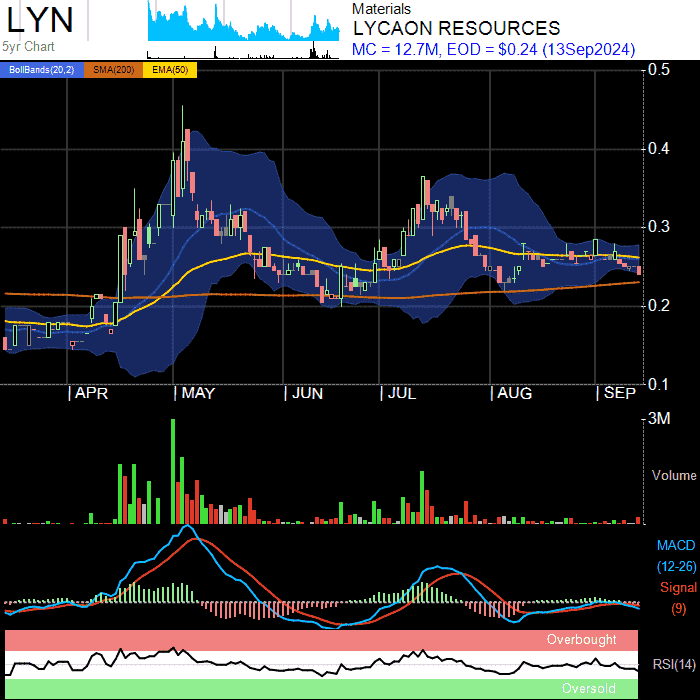 LYN
5yr Chart
Materials
LYCAON RESOURCES
MC = 12.7M, EOD = $0.24 (13Sep2024)
BollBands(20,2) SMA(200) EMA(50)
0.5
0.4
0.3
0.2
0.1
| APR | MAY | JUN | JUL | AUG | SEP
3M
Volume
MACD
(12-26)
Signal
(9)
Overbought
RSI(14)
Oversold